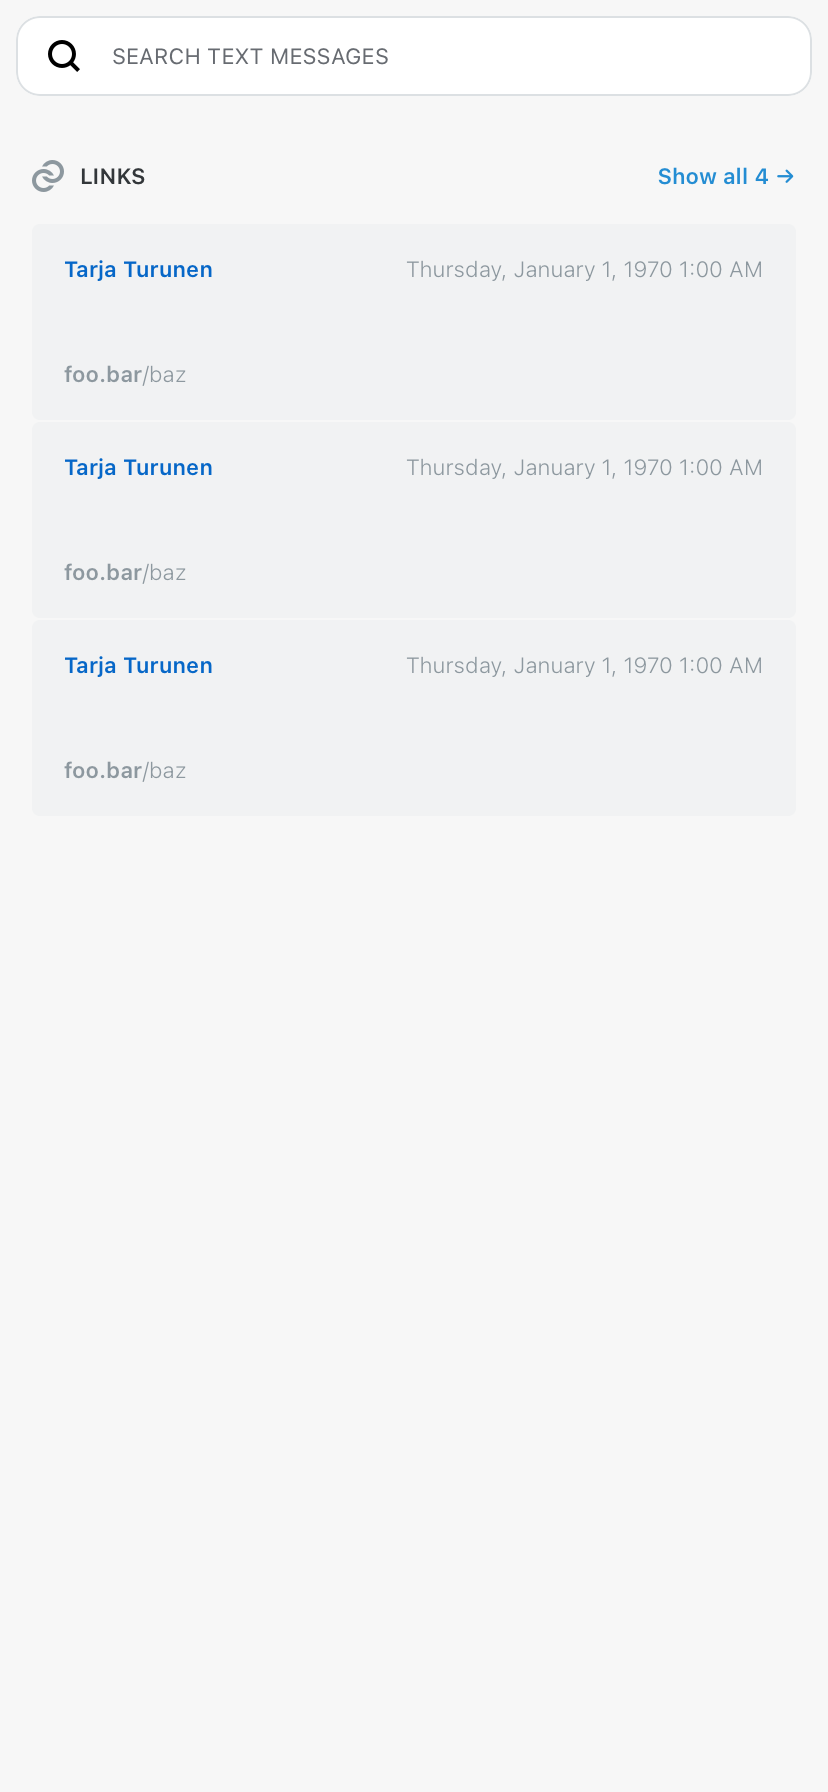 SEARCH TEXT MESSAGES
LINKS Show all 4 →
Tarja Turunen Thursday, January 1, 1970 1:00 AM
foo.bar/baz
Tarja Turunen Thursday, January 1, 1970 1:00 AM
foo.bar/baz
Tarja Turunen Thursday, January 1, 1970 1:00 AM
foo.bar/baz